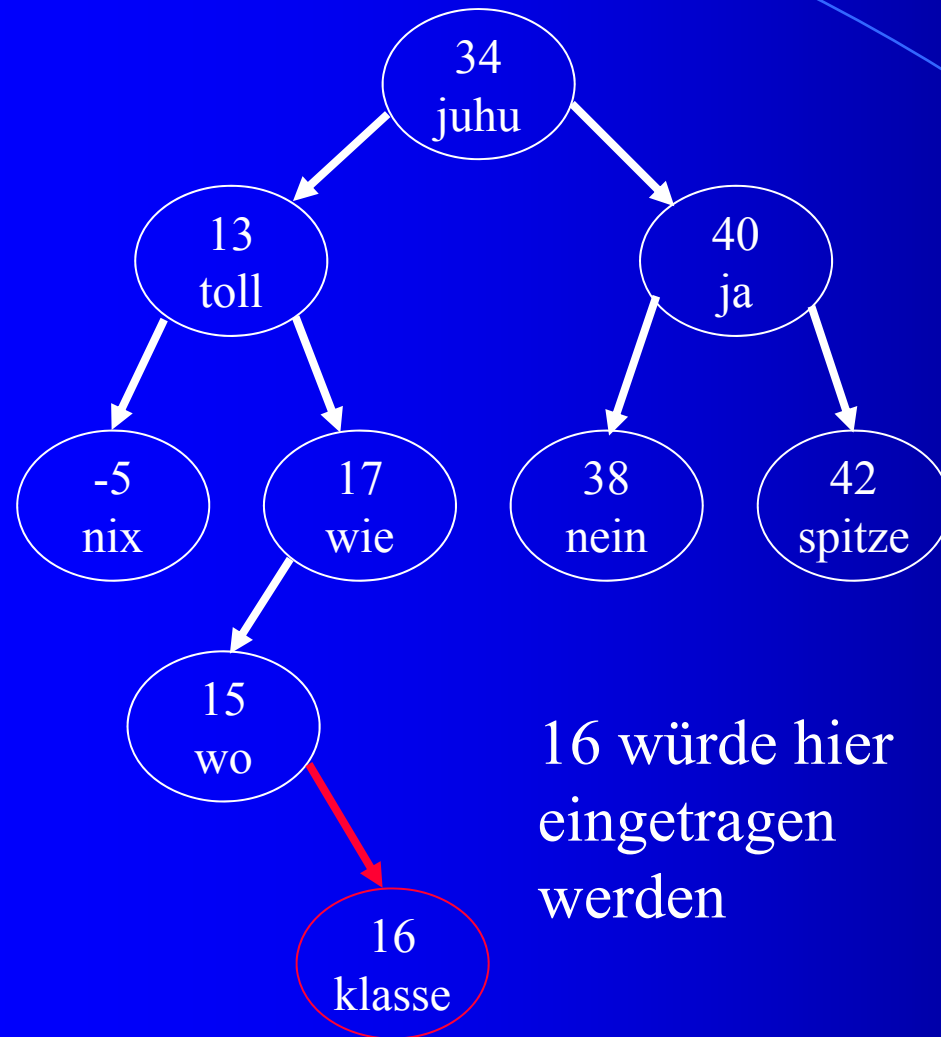 34
juhu
13
toll
40
ja
-5
nix
17
wie
38
nein
42
spitze
15
wo
16 würde hier
eingetragen
werden
16
klasse